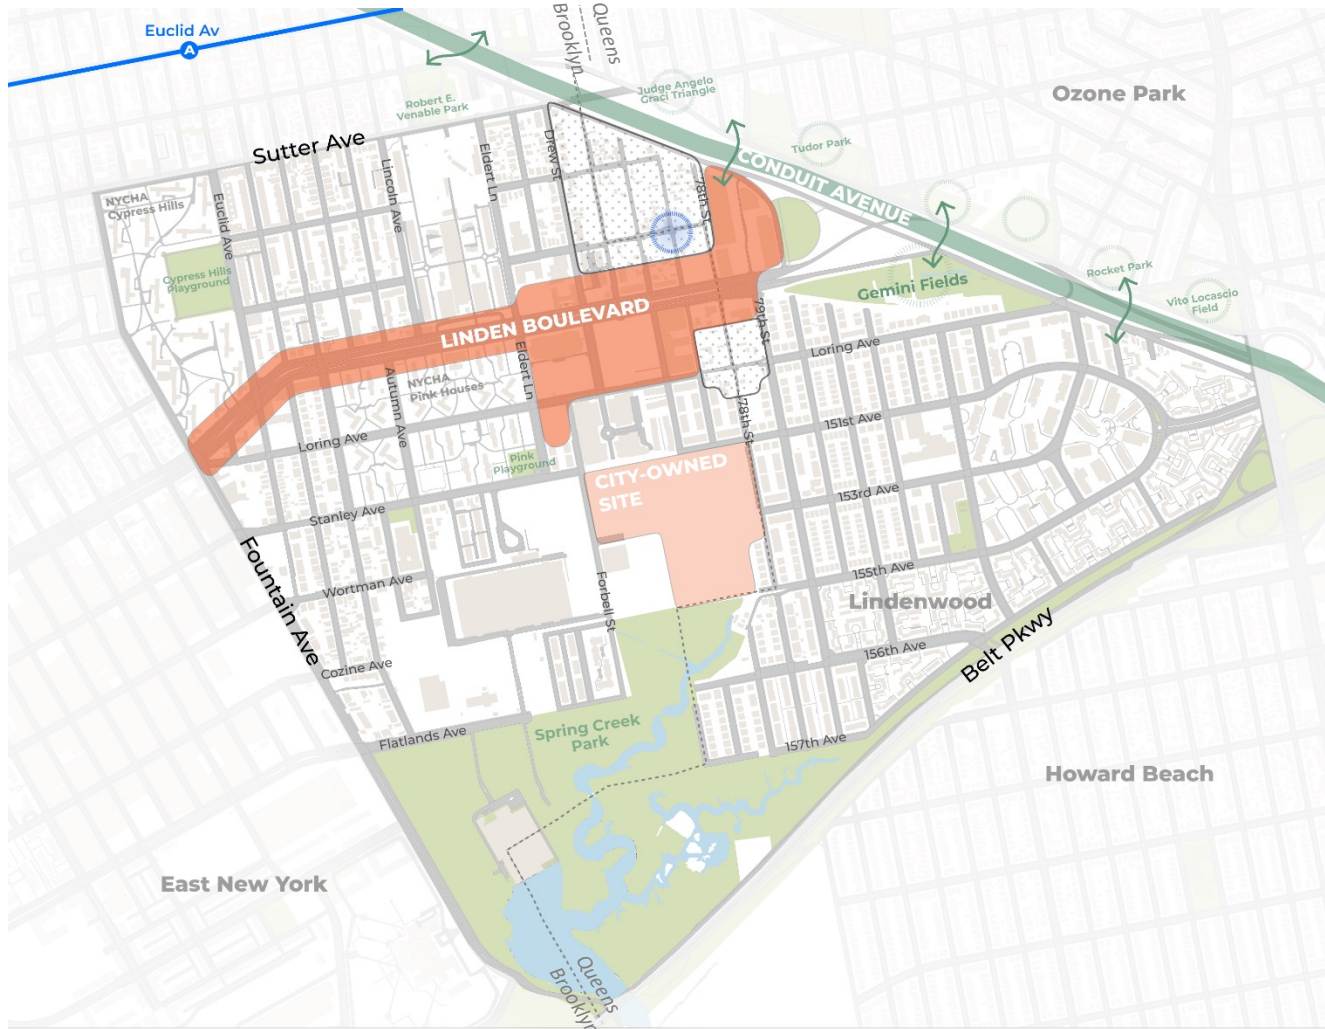 Euclid Av
A
Queens
Brooklyn
Judge Angelo
Graci Triangle
Ozone Park
Robert E.
Venable Park
Sutter Ave
Tudor Park
CONDUIT AVENUE
Drew St
Eldert Ln
Lincoln Ave
NYCHA
Cypress Hills
Euclid Ave
78th St
Cypress Hills
Playground
Gemini Fields
Rocket Park
Vito Locascio
Field
LINDEN BOULEVARD
79th St
Loring Ave
Eldert Ln
Autumn Ave
NYCHA
Pink Houses
78th St
151st Ave
Loring Ave
Pink
Playground
CITY-OWNED
SITE
153rd Ave
Stanley Ave
Fountain Ave
Wortman Ave
Forbell St
155th Ave
Lindenwood
Belt Pkwy
156th Ave
Cozine Ave
Spring Creek
Park
Flatlands Ave
157th Ave
Howard Beach
East New York
Queens
Brooklyn